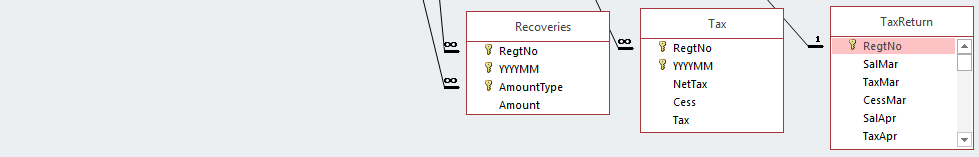 Recoveries
∞
RegtNo
YYYYMM
∞
AmountType
Amount
Tax
∞
RegtNo
YYYYMM
NetTax
Cess
Tax
TaxReturn
1
RegtNo
SalMar
TaxMar
CessMar
SalApr
TaxApr